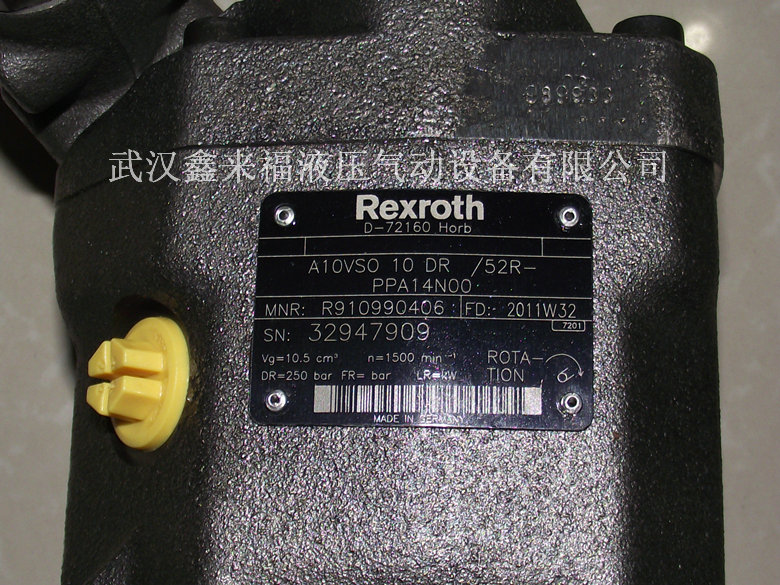 武汉鑫来福液压气动设备有限公司
Rexroth
D-72160 Horb
A10VSO 10 DR /52R-
PPA14N00
MNR: R910990406 FD: 2011W32
7201
SN: 32947909
Vg=10.5 cm³ n=1500 min⁻¹ ROTA-
DR=250 bar FR= bar LR=kW TION
MADE IN GERMANY